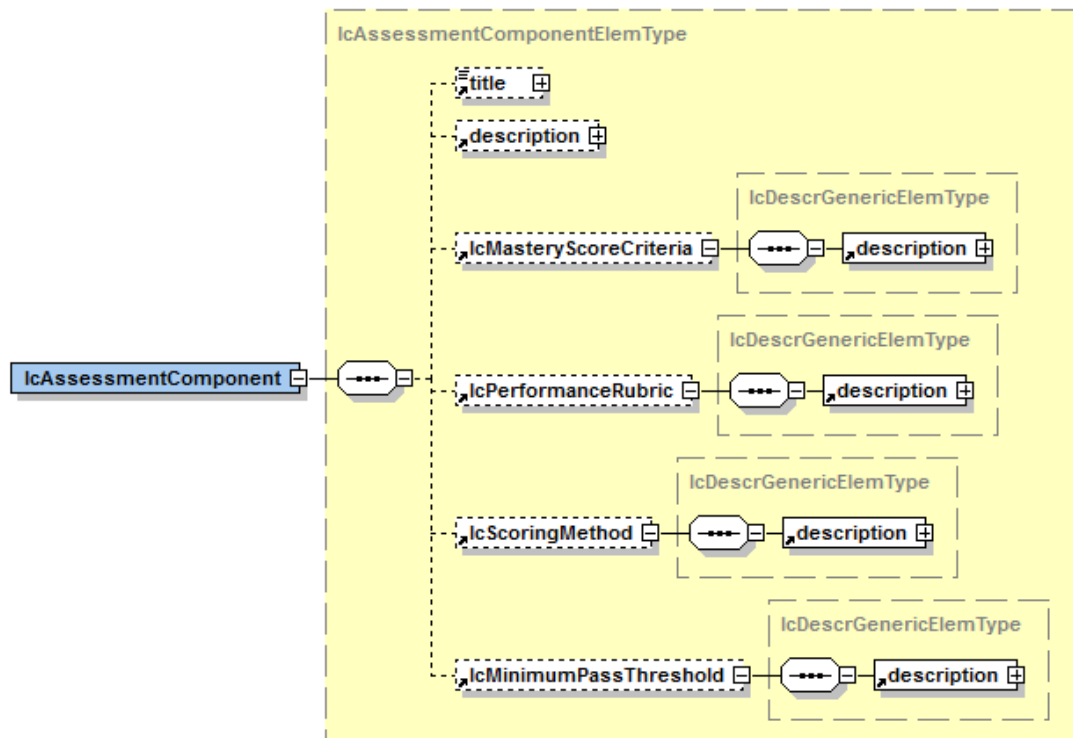 lcAssessmentComponentElemType
title
description
lcDescrGenericElemType
lcMasteryScoreCriteria
description
lcDescrGenericElemType
lcAssessmentComponent
lcPerformanceRubric
description
lcDescrGenericElemType
lcScoringMethod
description
lcDescrGenericElemType
lcMinimumPassThreshold
description